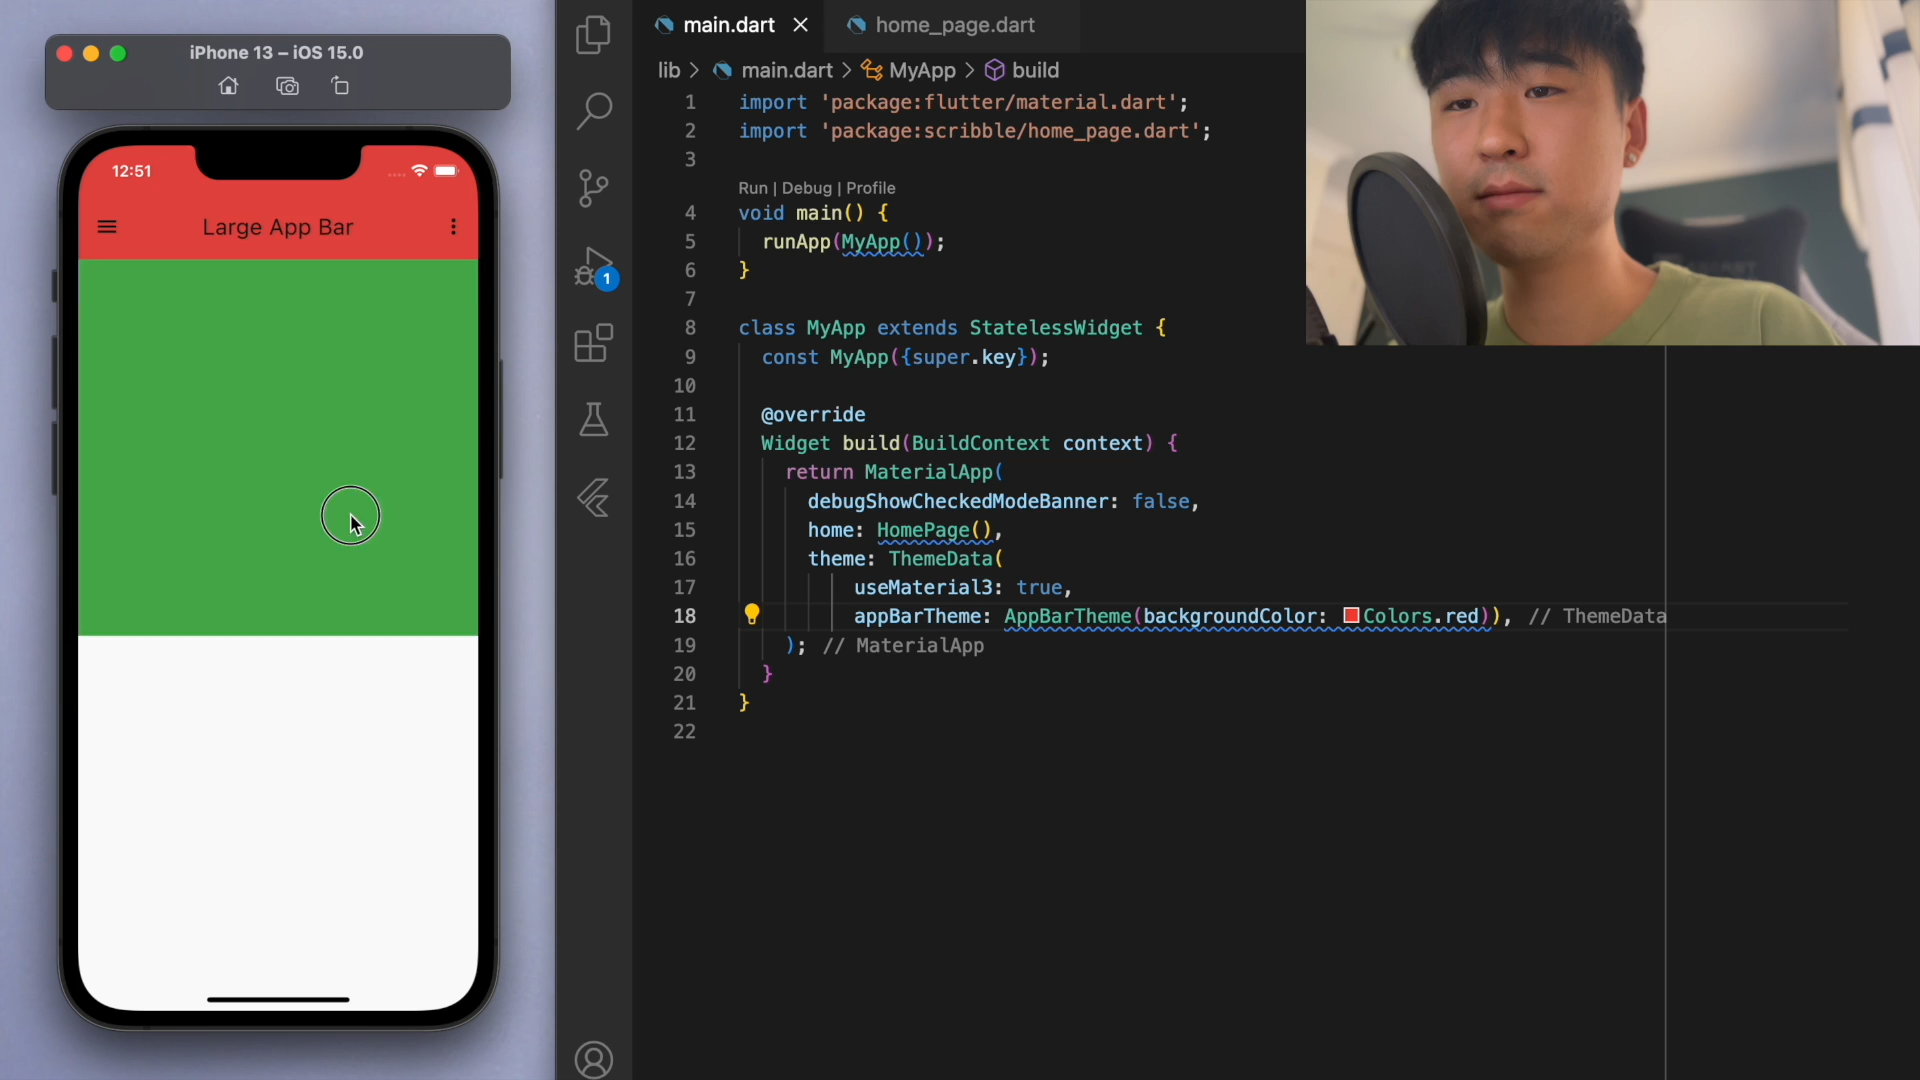 iPhone 13 – iOS 15.0
12:51
Large App Bar
1
main.dart
home_page.dart
lib > main.dart > MyApp > build
1 import 'package:flutter/material.dart';
2 import 'package:scribble/home_page.dart';
3
Run | Debug | Profile
4 void main() {
5 runApp(MyApp());
6 }
7
8 class MyApp extends StatelessWidget {
9 const MyApp({super.key});
10
11 @override
12 Widget build(BuildContext context) {
13 return MaterialApp(
14 debugShowCheckedModeBanner: false,
15 home: HomePage(),
16 theme: ThemeData(
17 useMaterial3: true,
18 appBarTheme: AppBarTheme(backgroundColor: Colors.red)), // ThemeData
19 ); // MaterialApp
20 }
21 }
22